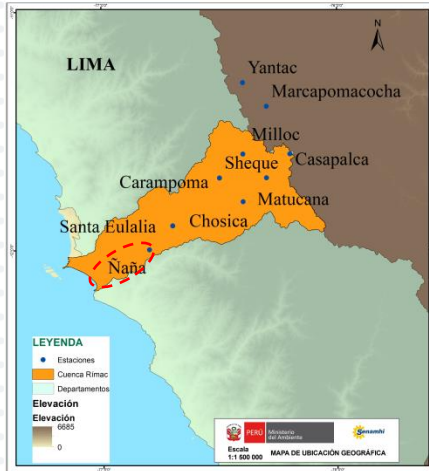 N
LIMA
Yantac
Marcapomacocha
Milloc
Sheque
Casapalca
Carampoma
Matucana
Santa Eulalia
Chosica
Ñaña
LEYENDA
Estaciones
Cuenca Rímac
Departamentos
Elevación
Elevación
6685
0
PERÚ
Ministerio
del Ambiente
Senamhi
Escala
1:1 600 000
MAPA DE UBICACIÓN GEOGRÁFICA